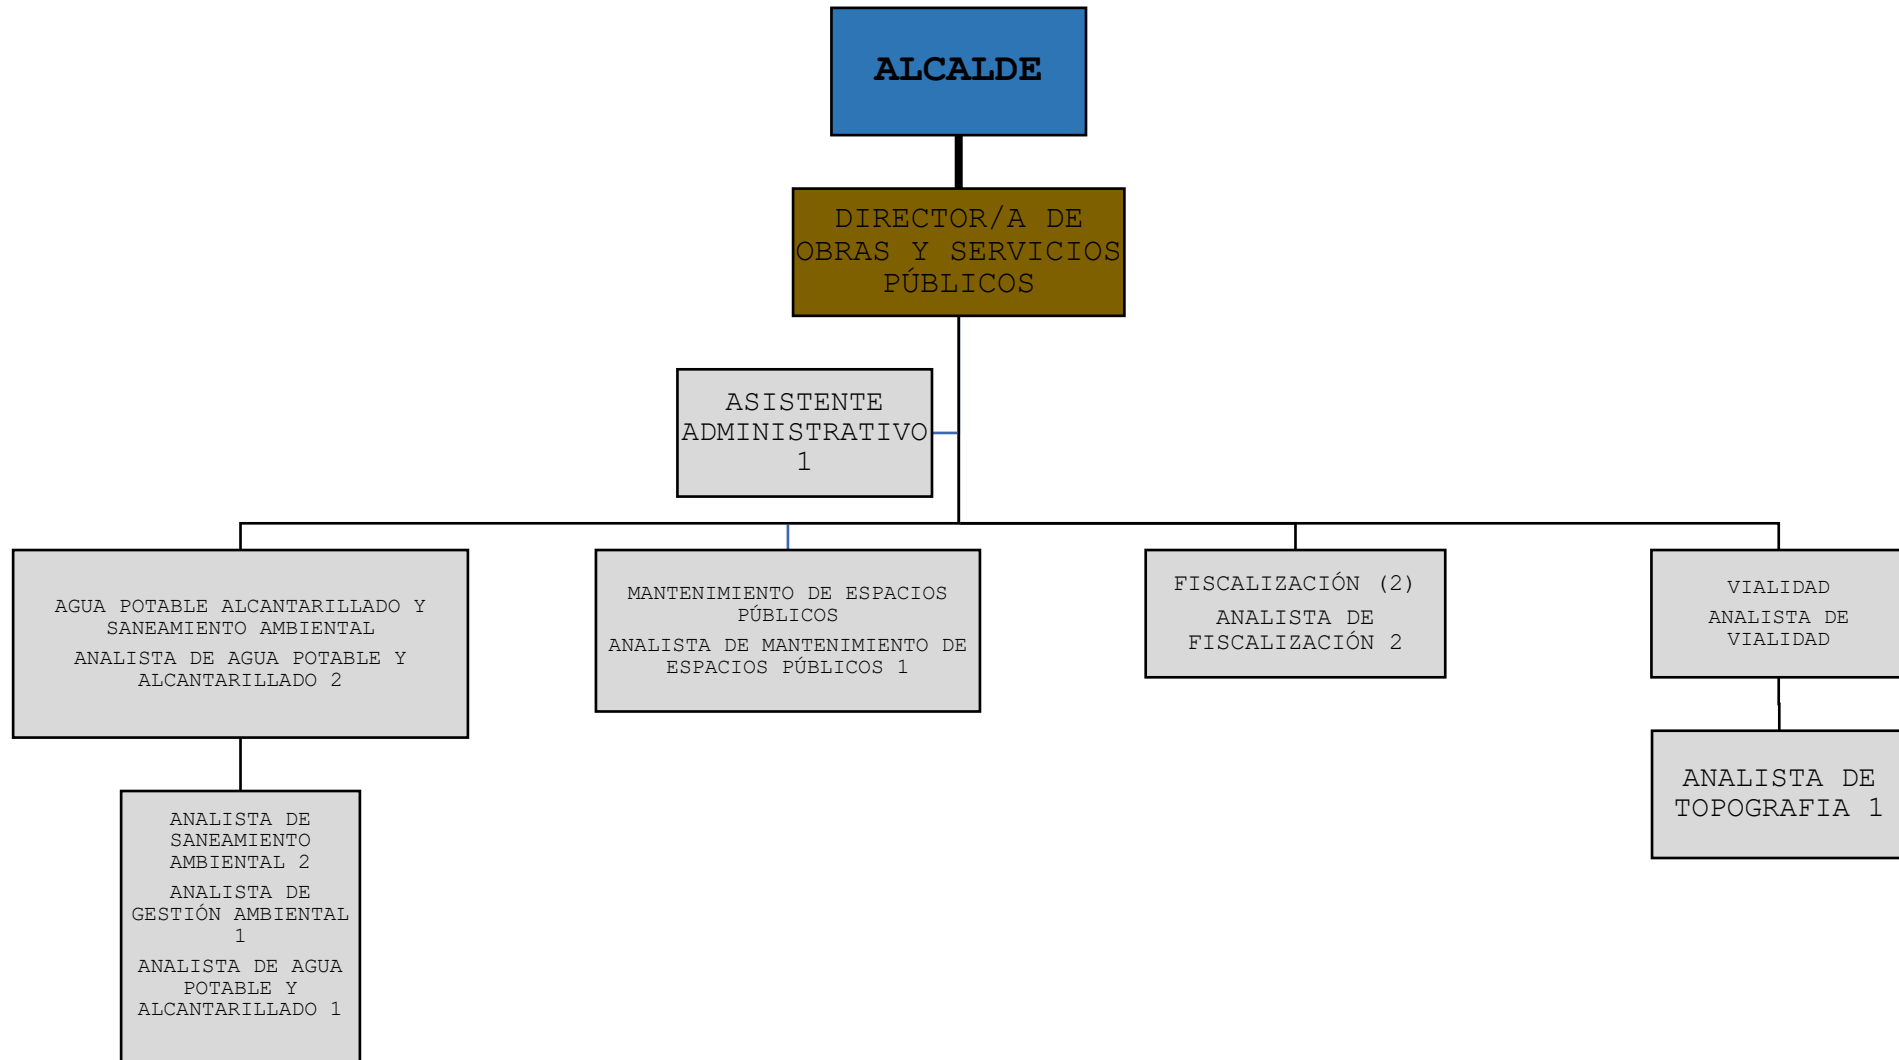 ALCALDE
DIRECTOR/A DE
OBRAS Y SERVICIOS
PÚBLICOS
ASISTENTE
ADMINISTRATIVO
1
AGUA POTABLE ALCANTARILLADO Y
SANEAMIENTO AMBIENTAL
ANALISTA DE AGUA POTABLE Y
ALCANTARILLADO 2
MANTENIMIENTO DE ESPACIOS
PÚBLICOS
ANALISTA DE MANTENIMIENTO DE
ESPACIOS PÚBLICOS 1
FISCALIZACIÓN (2)
ANALISTA DE
FISCALIZACIÓN 2
VIALIDAD
ANALISTA DE
VIALIDAD
ANALISTA DE
SANEAMIENTO
AMBIENTAL 2
ANALISTA DE
GESTIÓN AMBIENTAL
1
ANALISTA DE AGUA
POTABLE Y
ALCANTARILLADO 1
ANALISTA DE
TOPOGRAFIA 1